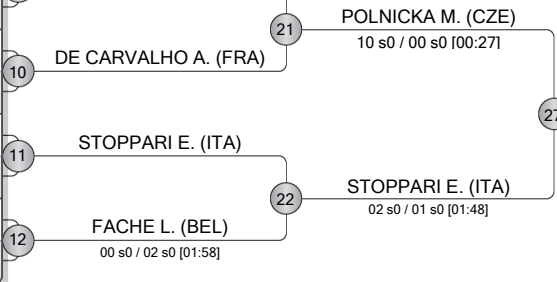 POLNICKA M. (CZE)
21
10 s0 / 00 s0 [00:27]
DE CARVALHO A. (FRA)
10
27
STOPPARI E. (ITA)
11
STOPPARI E. (ITA)
22
02 s0 / 01 s0 [01:48]
FACHE L. (BEL)
12
00 s0 / 02 s0 [01:58]